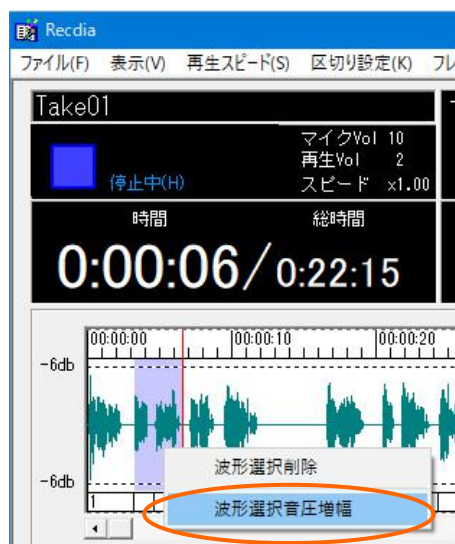 Recdia
ファイル(F) 表示(V) 再生スピード(S) 区切り設定(K) フレ
Take01
マイクVol 10
再生Vol 2
停止中(H) スピード x1.00
時間 総時間
0:00:06/0:22:15
00:00:00 00:00:10 00:00:20
-6db
波形選択削除
-6db
1 波形選択音圧増幅